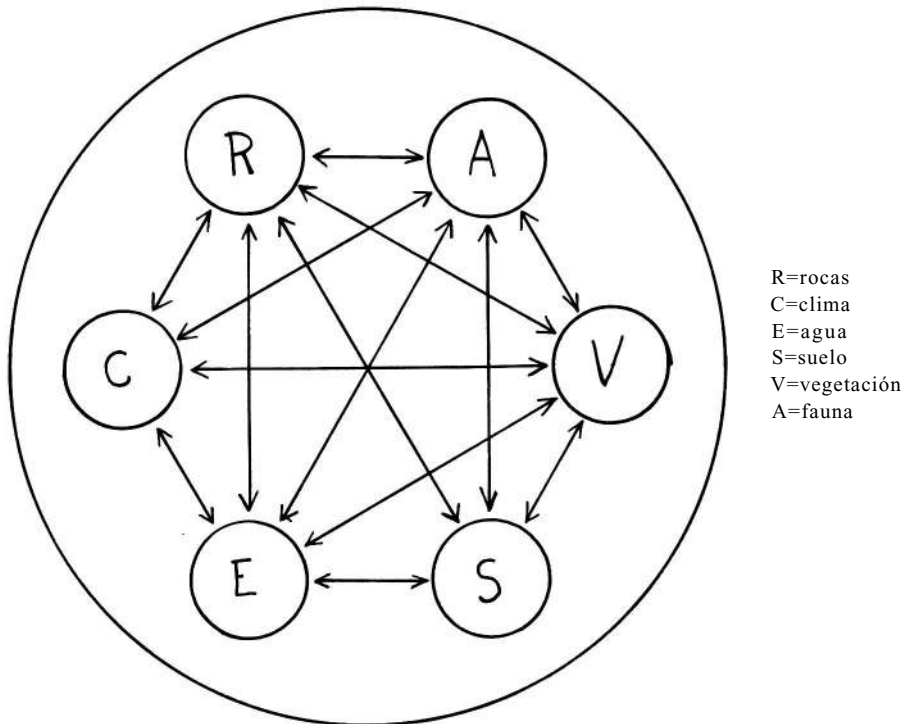 R A
C V
E S
R=rocas
C=clima
E=agua
S=suelo
V=vegetación
A=fauna